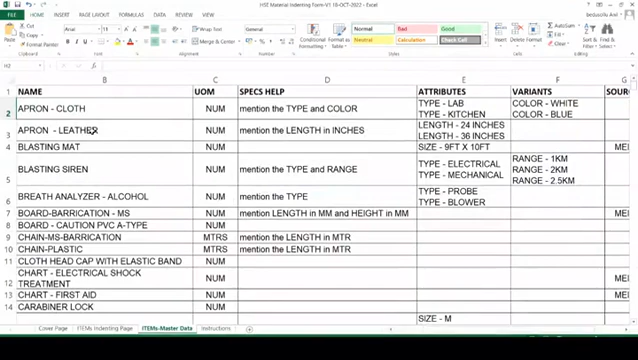 HSE Material Indenting Form-V1 18-OCT-2022 - Excel
FILE HOME INSERT PAGE LAYOUT FORMULAS DATA REVIEW VIEW
Cut
Copy
Format Painter
Clipboard
Arial
Font
Wrap Text
Merge & Center
Alignment
Number
Conditional Formatting
Format as Table
Normal Bad Good
Neutral Calculation Check Cell
Styles
Insert Delete Format
Cells
AutoSum
Fill
Clear
Sort & Filter
Find & Select
Editing
B C D E F G
1 NAME UOM SPECS HELP ATTRIBUTES VARIANTS SOUR
2 APRON - CLOTH NUM mention the TYPE and COLOR TYPE - LAB COLOR - WHITE
TYPE - KITCHEN COLOR - BLUE
3 APRON - LEATHER NUM mention the LENGTH in INCHES LENGTH - 24 INCHES
LENGTH - 36 INCHES
4 BLASTING MAT NUM SIZE - 9FT X 10FT
5 BLASTING SIREN NUM mention the TYPE and RANGE TYPE - ELECTRICAL
TYPE - MECHANICAL RANGE - 1KM
RANGE - 2KM
RANGE - 2.5KM
6 BREATH ANALYZER - ALCOHOL NUM mention the TYPE TYPE - PROBE
TYPE - BLOWER
7 BOARD-BARRICATION - MS NUM mention LENGTH in MM and HEIGHT in MM
8 BOARD - CAUTION PVC A-TYPE NUM
9 CHAIN-MS-BARRICATION MTRS mention the LENGTH in MTR
10 CHAIN-PLASTIC MTRS mention the LENGTH in MTR
11 CLOTH HEAD CAP WITH ELASTIC BAND NUM
12 CHART - ELECTRICAL SHOCK
TREATMENT NUM
13 CHART - FIRST AID NUM
14 CARABINER LOCK NUM
SIZE - M
Cover Page ITEMs Indenting Page ITEMs-Master Data Instructions